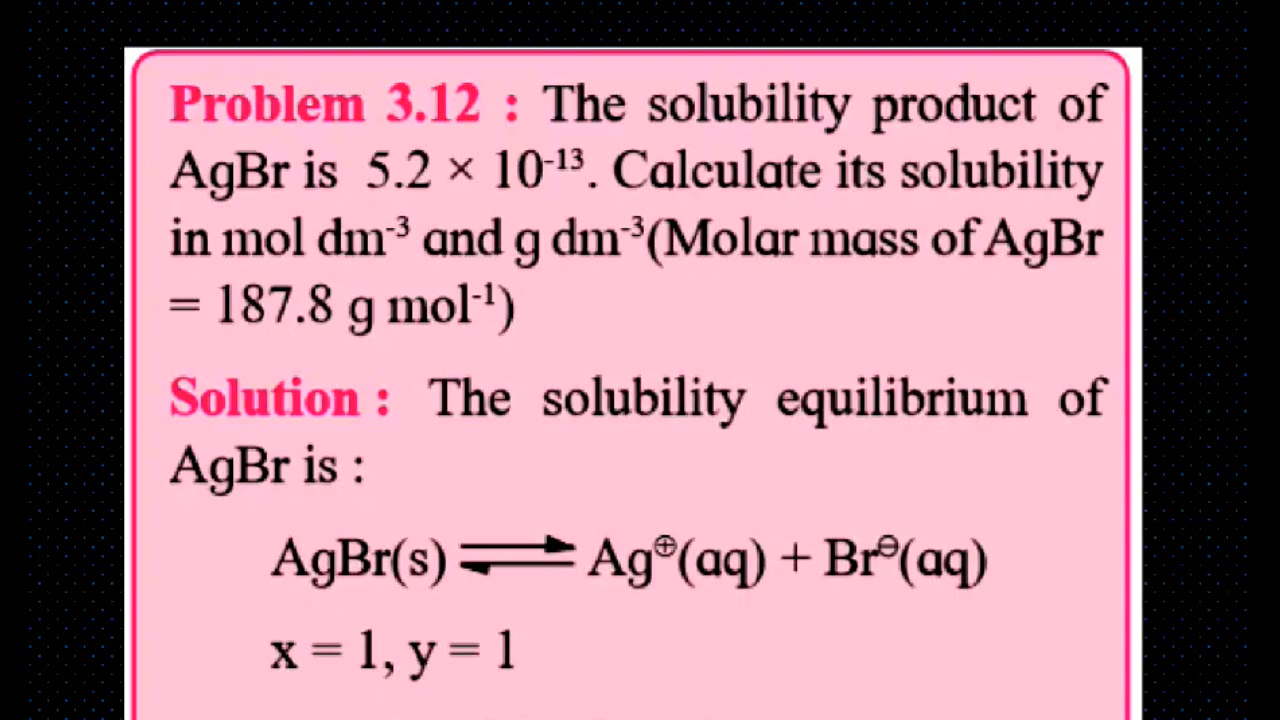 Problem 3.12 : The solubility product of
AgBr is 5.2 × 10⁻¹³. Calculate its solubility
in mol dm⁻³ and g dm⁻³(Molar mass of AgBr
= 187.8 g mol⁻¹)
Solution : The solubility equilibrium of
AgBr is :
AgBr(s) ⇌ Ag⊕(aq) + Br⊖(aq)
x = 1, y = 1